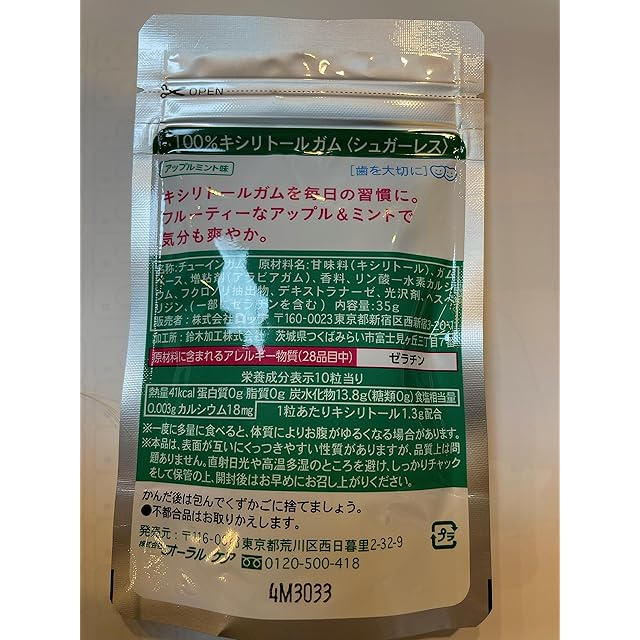 OPEN
100%キシリトールガム〈シュガーレス〉
アップルミント味
[歯を大切に]
キシリトールガムを毎日の習慣に。
フルーティーなアップル&ミントで
気分も爽やか。
名称:チューインガム 原材料名:甘味料(キシリトール)、ガム
ベース、増粘剤(アラビアガム)、香料、リン酸一水素カルシ
ウム、フクロノリ抽出物、デキストラナーゼ、光沢剤、ヘスペ
リジン、(一部にゼラチンを含む) 内容量:35g
販売者:株式会社ロッテ 〒160-0023東京都新宿区西新宿3-20-1
加工所:鈴木加工株式会社 茨城県つくばみらい市富士見ヶ丘三丁目
原材料に含まれるアレルギー物質(28品目中) ゼラチン
栄養成分表示10粒当り
熱量41kcal 蛋白質0g 脂質0g 炭水化物13.8g(糖類0g) 食塩相当量
0.003g カルシウム18mg 1粒あたりキシリトール1.3g配合
※一度に多量に食べると、体質によりお腹がゆるくなる場合があります。
※本品は、表面が互いにくっつきやすい性質がありますが、品質上は問
題ありません。直射日光や高温多湿のところを避け、しっかりチャック
をして保管の上、開封後はお早めにお召し上がりください。
かんだ後は包んでくずかごに捨てましょう。
●不都合品はお取りかえします。
発売元:〒116-0013東京都荒川区西日暮里2-32-9
株式会社オーラルケア 0120-500-418
プラ
4M3033